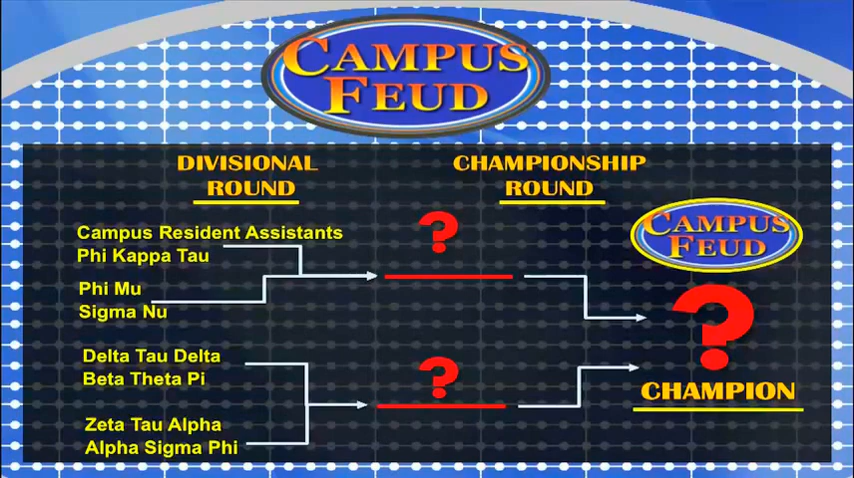 CAMPUS
FEUD
DIVISIONAL
ROUND
CHAMPIONSHIP
ROUND
Campus Resident Assistants
Phi Kappa Tau
?
CAMPUS
FEUD
Phi Mu
Sigma Nu
?
Delta Tau Delta
Beta Theta Pi
?
CHAMPION
Zeta Tau Alpha
Alpha Sigma Phi